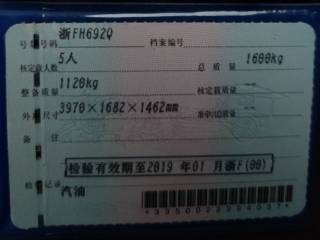 浙FH692Q
号牌号码 档案编号
5人 1600kg
核定载人数 总质量
1120kg
整备质量 核定载质量
3970×1682×1462mm
外廓尺寸 准牵引总质量
备注
检验有效期至2019年01月浙F(00)
检验记录
汽油